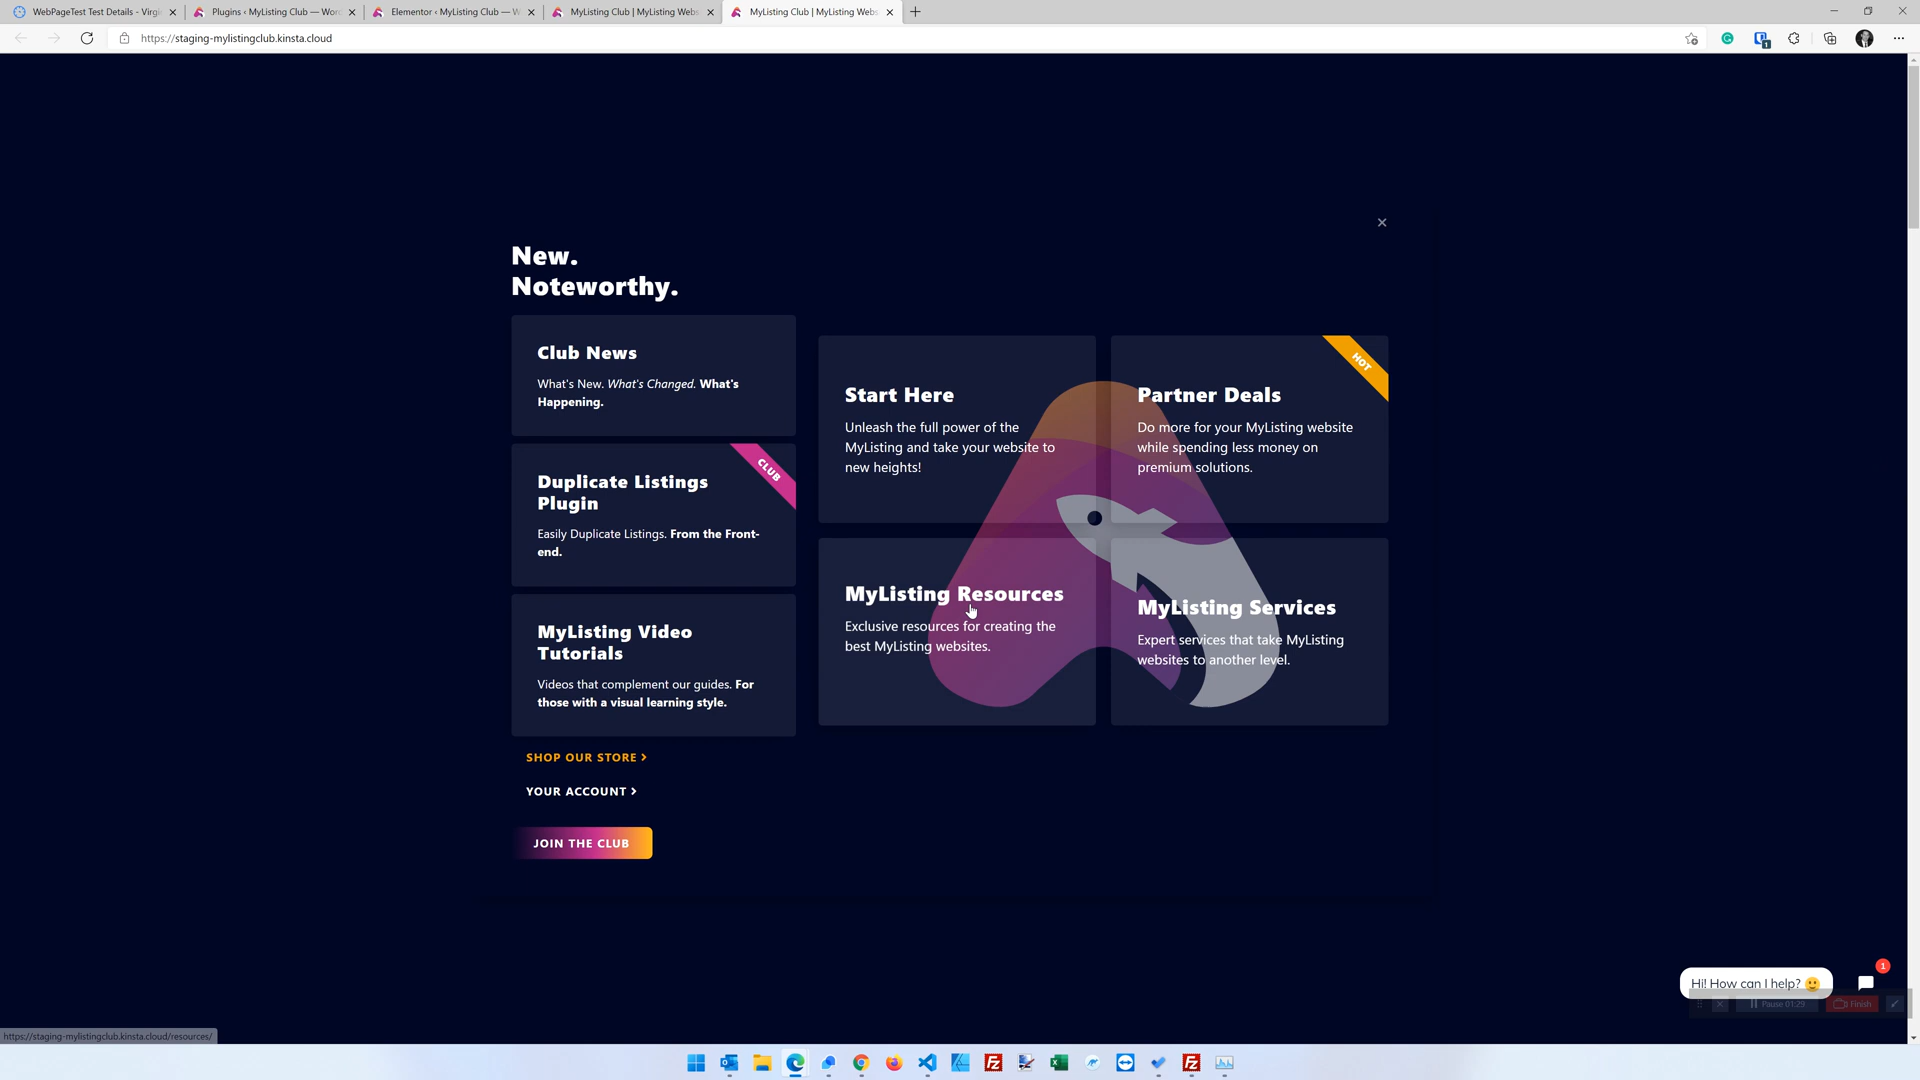 WebPageTest Test Details - Virgi
Plugins ‹ MyListing Club — Wor
Elementor ‹ MyListing Club — W
MyListing Club | MyListing Webs
MyListing Club | MyListing Webs
https://staging-mylistingclub.kinsta.cloud
New.
Noteworthy.
Club News
What's New. What's Changed. What's
Happening.
CLUB
Duplicate Listings
Plugin
Easily Duplicate Listings. From the Front-
end.
MyListing Video
Tutorials
Videos that complement our guides. For
those with a visual learning style.
SHOP OUR STORE >
YOUR ACCOUNT >
JOIN THE CLUB
Start Here
Unleash the full power of the
MyListing and take your website to
new heights!
HOT
Partner Deals
Do more for your MyListing website
while spending less money on
premium solutions.
MyListing Resources
Exclusive resources for creating the
best MyListing websites.
MyListing Services
Expert services that take MyListing
websites to another level.
1
Hi! How can I help? 🙂
Pause 01:29
Finish
https://staging-mylistingclub.kinsta.cloud/resources/